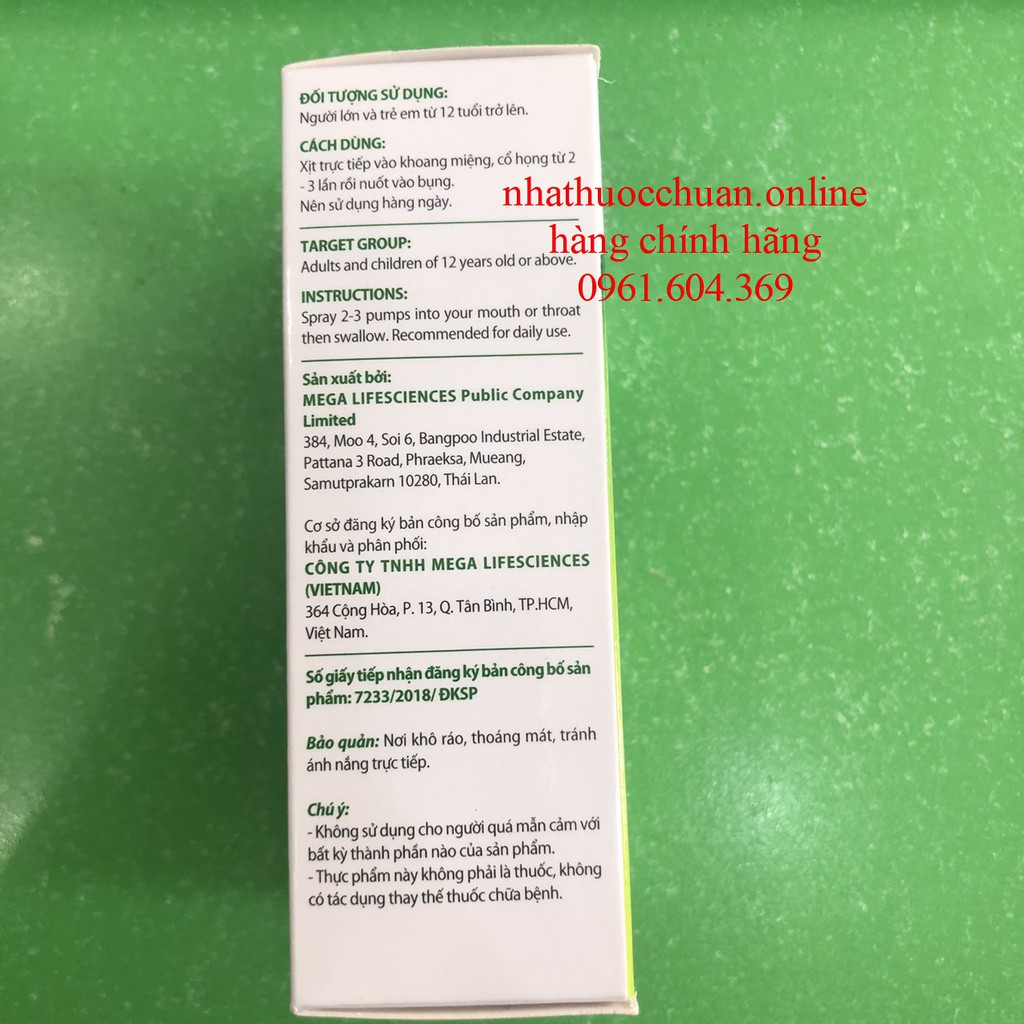 ĐỐI TƯỢNG SỬ DỤNG:
Người lớn và trẻ em từ 12 tuổi trở lên.
CÁCH DÙNG:
Xịt trực tiếp vào khoang miệng, cổ họng từ 2
- 3 lần rồi nuốt vào bụng.
Nên sử dụng hàng ngày.
nhathuocchuan.online
hàng chính hãng
0961.604.369
TARGET GROUP:
Adults and children of 12 years old or above.
INSTRUCTIONS:
Spray 2-3 pumps into your mouth or throat
then swallow. Recommended for daily use.
Sản xuất bởi:
MEGA LIFESCIENCES Public Company
Limited
384, Moo 4, Soi 6, Bangpoo Industrial Estate,
Pattana 3 Road, Phraeksa, Mueang,
Samutprakarn 10280, Thái Lan.
Cơ sở đăng ký bản công bố sản phẩm, nhập
khẩu và phân phối:
CÔNG TY TNHH MEGA LIFESCIENCES
(VIETNAM)
364 Cộng Hòa, P. 13, Q. Tân Bình, TP.HCM,
Việt Nam.
Số giấy tiếp nhận đăng ký bản công bố sản
phẩm: 7233/2018/ ĐKSP
Bảo quản: Nơi khô ráo, thoáng mát, tránh
ánh nắng trực tiếp.
Chú ý:
- Không sử dụng cho người quá mẫn cảm với
bất kỳ thành phần nào của sản phẩm.
- Thực phẩm này không phải là thuốc, không
có tác dụng thay thế thuốc chữa bệnh.